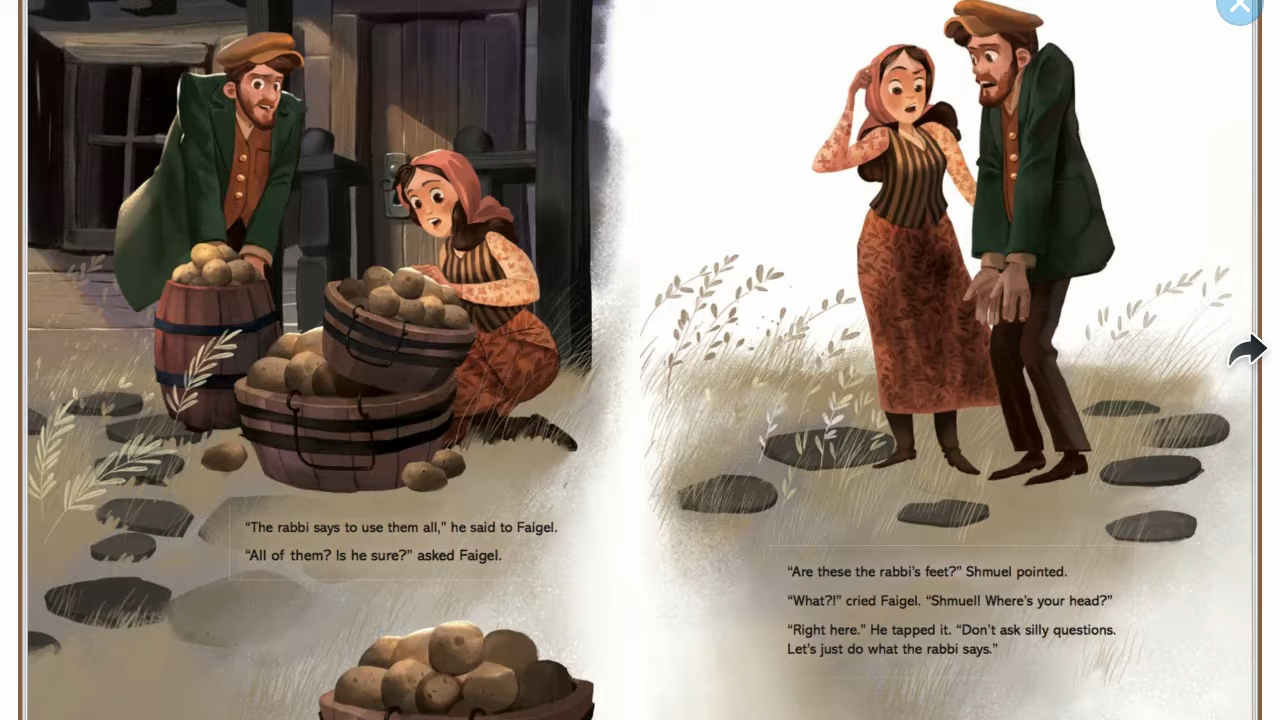 “The rabbi says to use them all,” he said to Faigel.
“All of them? Is he sure?” asked Faigel.
“Are these the rabbi’s feet?” Shmuel pointed.
“What?!” cried Faigel. “Shmuel! Where’s your head?”
“Right here.” He tapped it. “Don’t ask silly questions.
Let’s just do what the rabbi says.”